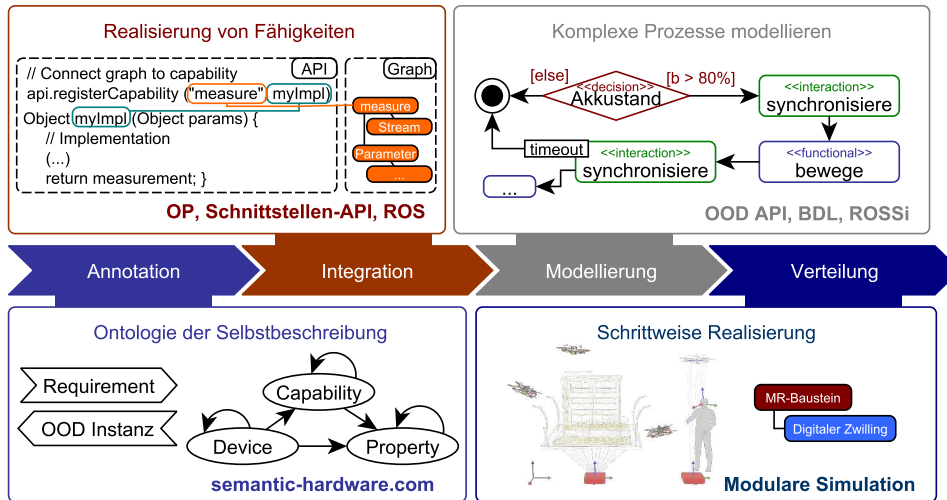 Realisierung von Fähigkeiten
API
Graph
// Connect graph to capability
api.registerCapability ("measure" myImpl)
Object myImpl (Object params) {
// Implementation
(...)
return measurement; }
measure
Stream
Parameter
...
OP, Schnittstellen-API, ROS
Komplexe Prozesse modellieren
[else]
<<decision>>
Akkustand
[b > 80%]
<<interaction>>
synchronisiere
timeout
<<interaction>>
synchronisiere
<<functional>>
bewege
...
OOD API, BDL, ROSSi
Annotation
Integration
Modellierung
Verteilung
Ontologie der Selbstbeschreibung
Requirement
OOD Instanz
Capability
Device
Property
semantic-hardware.com
Schrittweise Realisierung
MR-Baustein
Digitaler Zwilling
Modulare Simulation